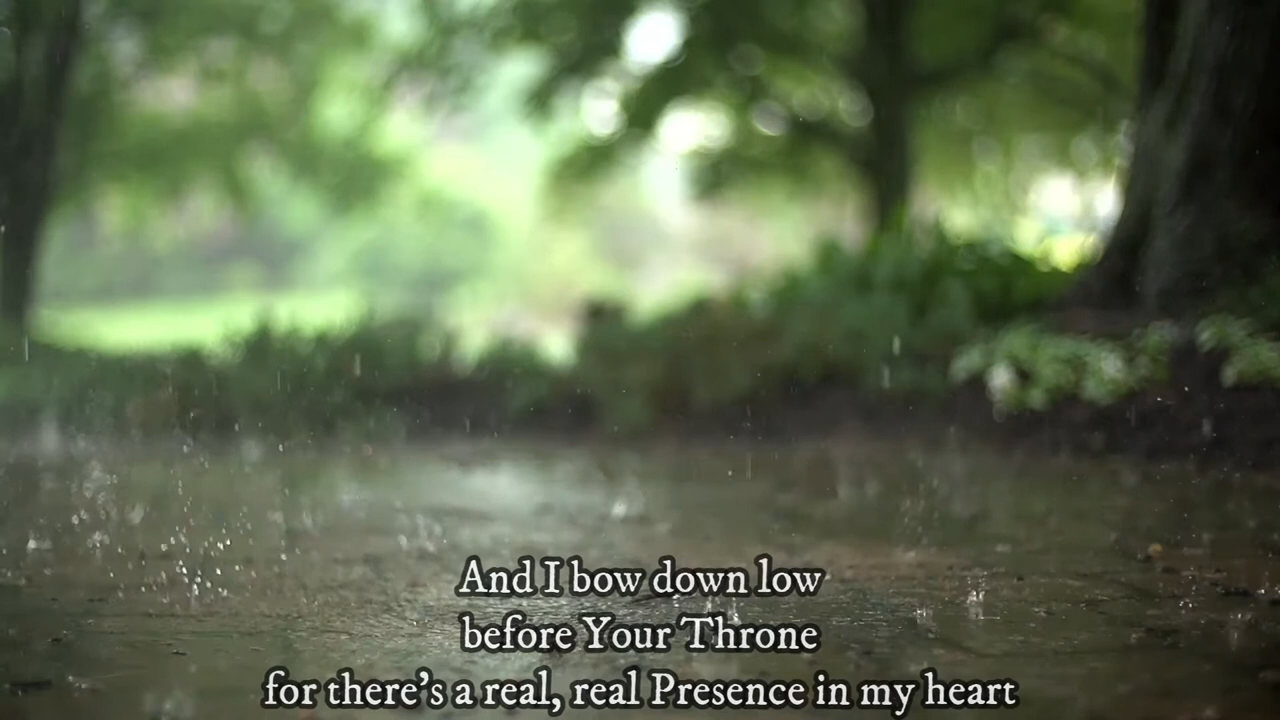 And I bow down low
before Your Throne
for there's a real, real Presence in my heart